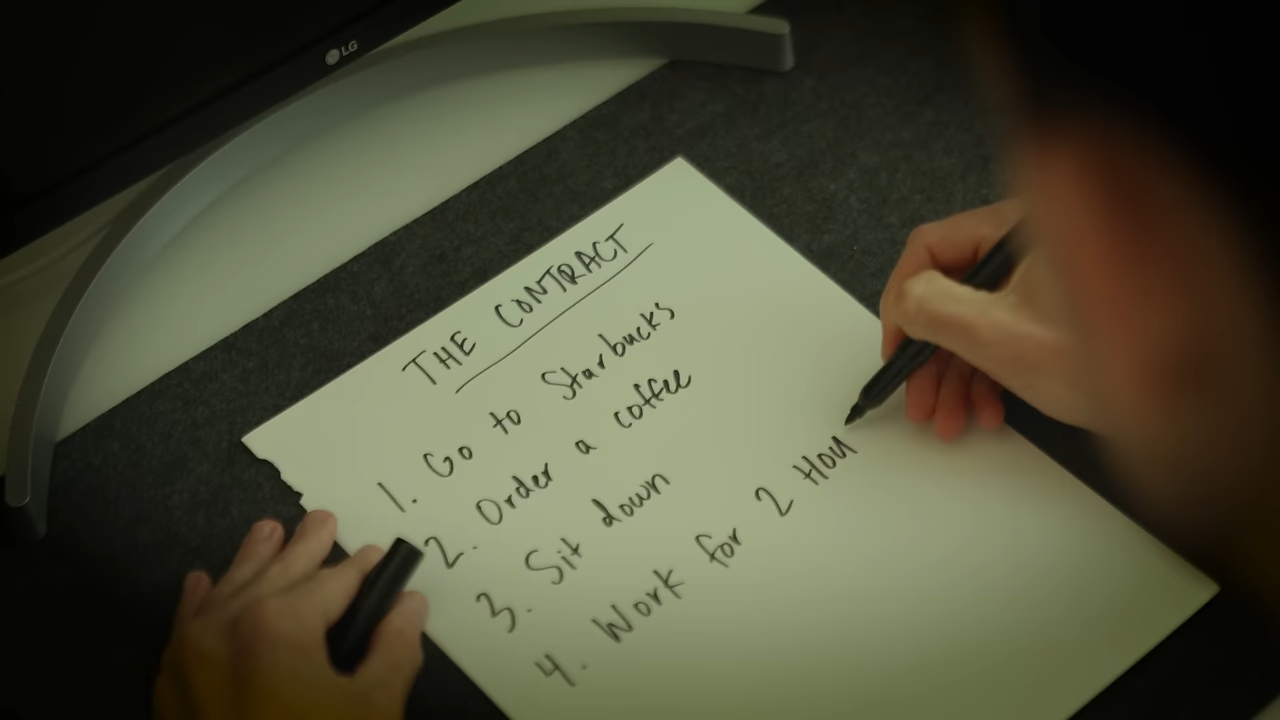 LG
THE CONTRACT
1. Go to Starbucks
2. Order a coffee
3. Sit down
4. Work for 2 Hou